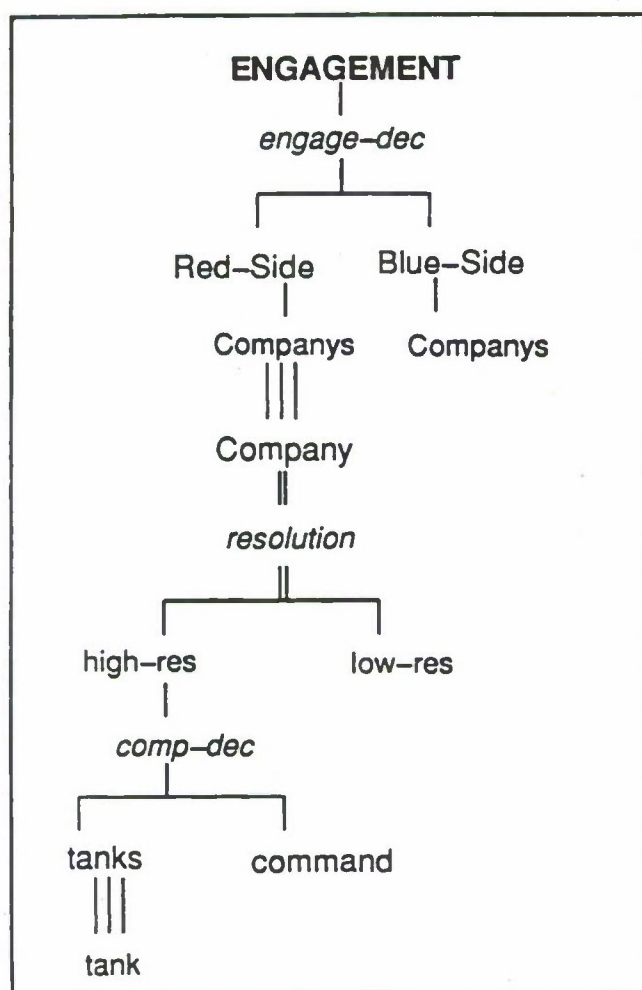 ENGAGEMENT
engage-dec
Red-Side Blue-Side
Companys Companys
Company
resolution
high-res low-res
comp-dec
tanks command
tank